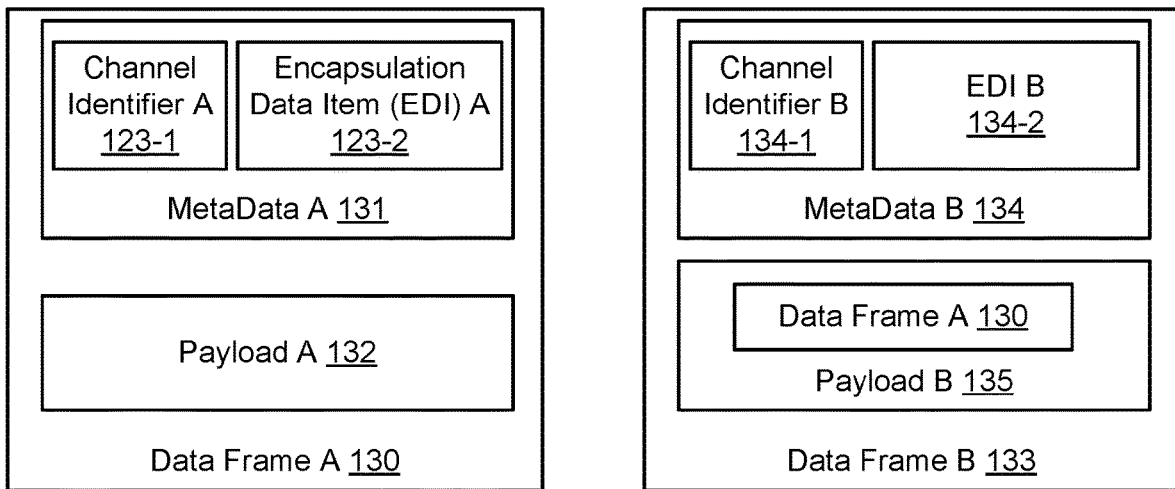 Channel
Identifier A
123-1
Encapsulation
Data Item (EDI) A
123-2
MetaData A 131
Payload A 132
Data Frame A 130
Channel
Identifier B
134-1
EDI B
134-2
MetaData B 134
Data Frame A 130
Payload B 135
Data Frame B 133